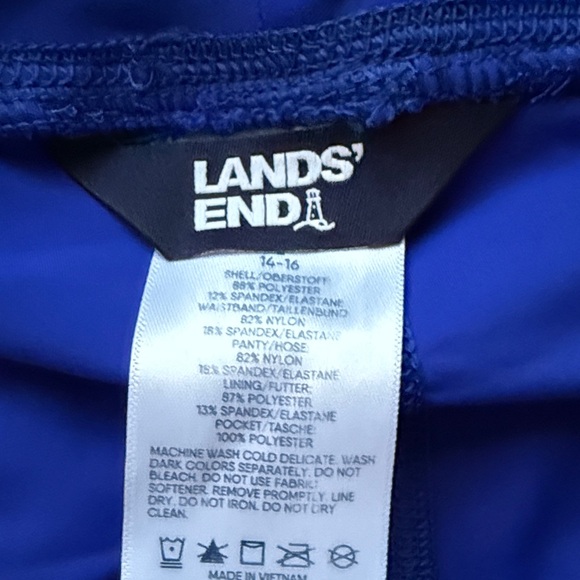 LANDS'
END
14-16
SHELL/OBERSTOFF:
88% POLYESTER
12% SPANDEX/ELASTANE
WAISTBAND/TAILLENBUND:
82% NYLON
18% SPANDEX/ELASTANE
PANTY/HOSE:
82% NYLON
18% SPANDEX/ELASTANE
LINING/FUTTER:
87% POLYESTER
13% SPANDEX/ELASTANE
POCKET/TASCHE:
100% POLYESTER
MACHINE WASH COLD DELICATE. WASH
DARK COLORS SEPARATELY. DO NOT
BLEACH. DO NOT USE FABRIC
SOFTENER. REMOVE PROMPTLY. LINE
DRY. DO NOT IRON. DO NOT DRY
CLEAN.
MADE IN VIETNAM